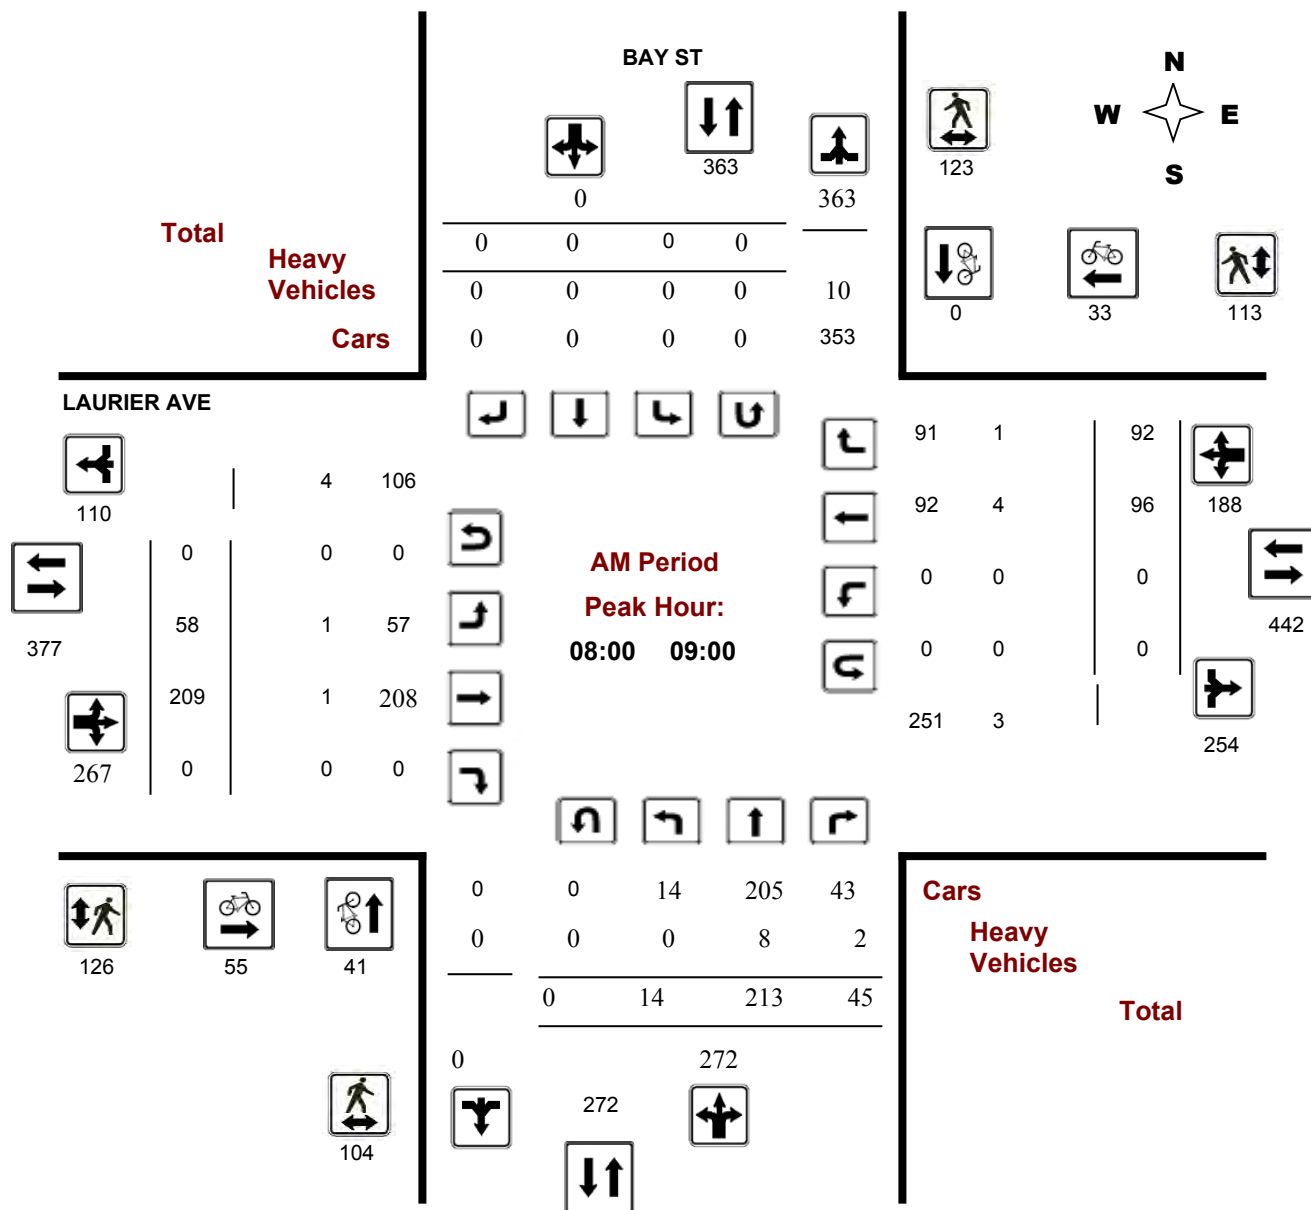 BAY ST
N
W E
S
363
123
0 363
Total
0 0 0 0
Heavy
Vehicles
0 0 0 0 10
0 33 113
Cars
0 0 0 0 353
LAURIER AVE
91 1 92
4 106
110
92 4 96 188
0 0 0
AM Period
0 0 0
Peak Hour:
58 1 57
442
377
08:00 09:00
0 0 0
209 1 208
251 3
254
267
0 0 0
0 0 14 205 43
Cars
0 0 0 8 2
Heavy
Vehicles
126 55 41
0 14 213 45
Total
0 272
272
104